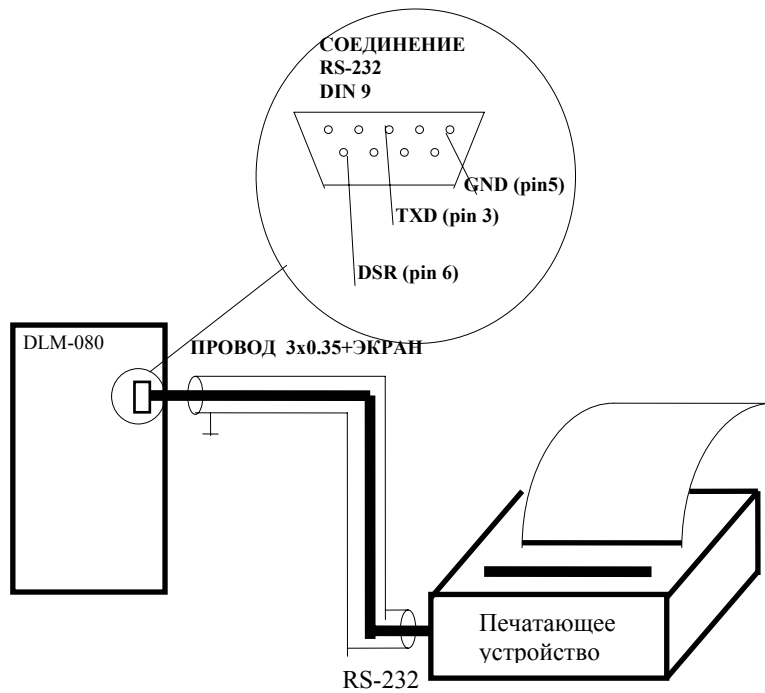 СОЕДИНЕНИЕ
RS-232
DIN 9
GND (pin5)
TXD (pin 3)
DSR (pin 6)
DLM-080
ПРОВОД 3x0.35+ЭКРАН
Печатающее
устройство
RS-232